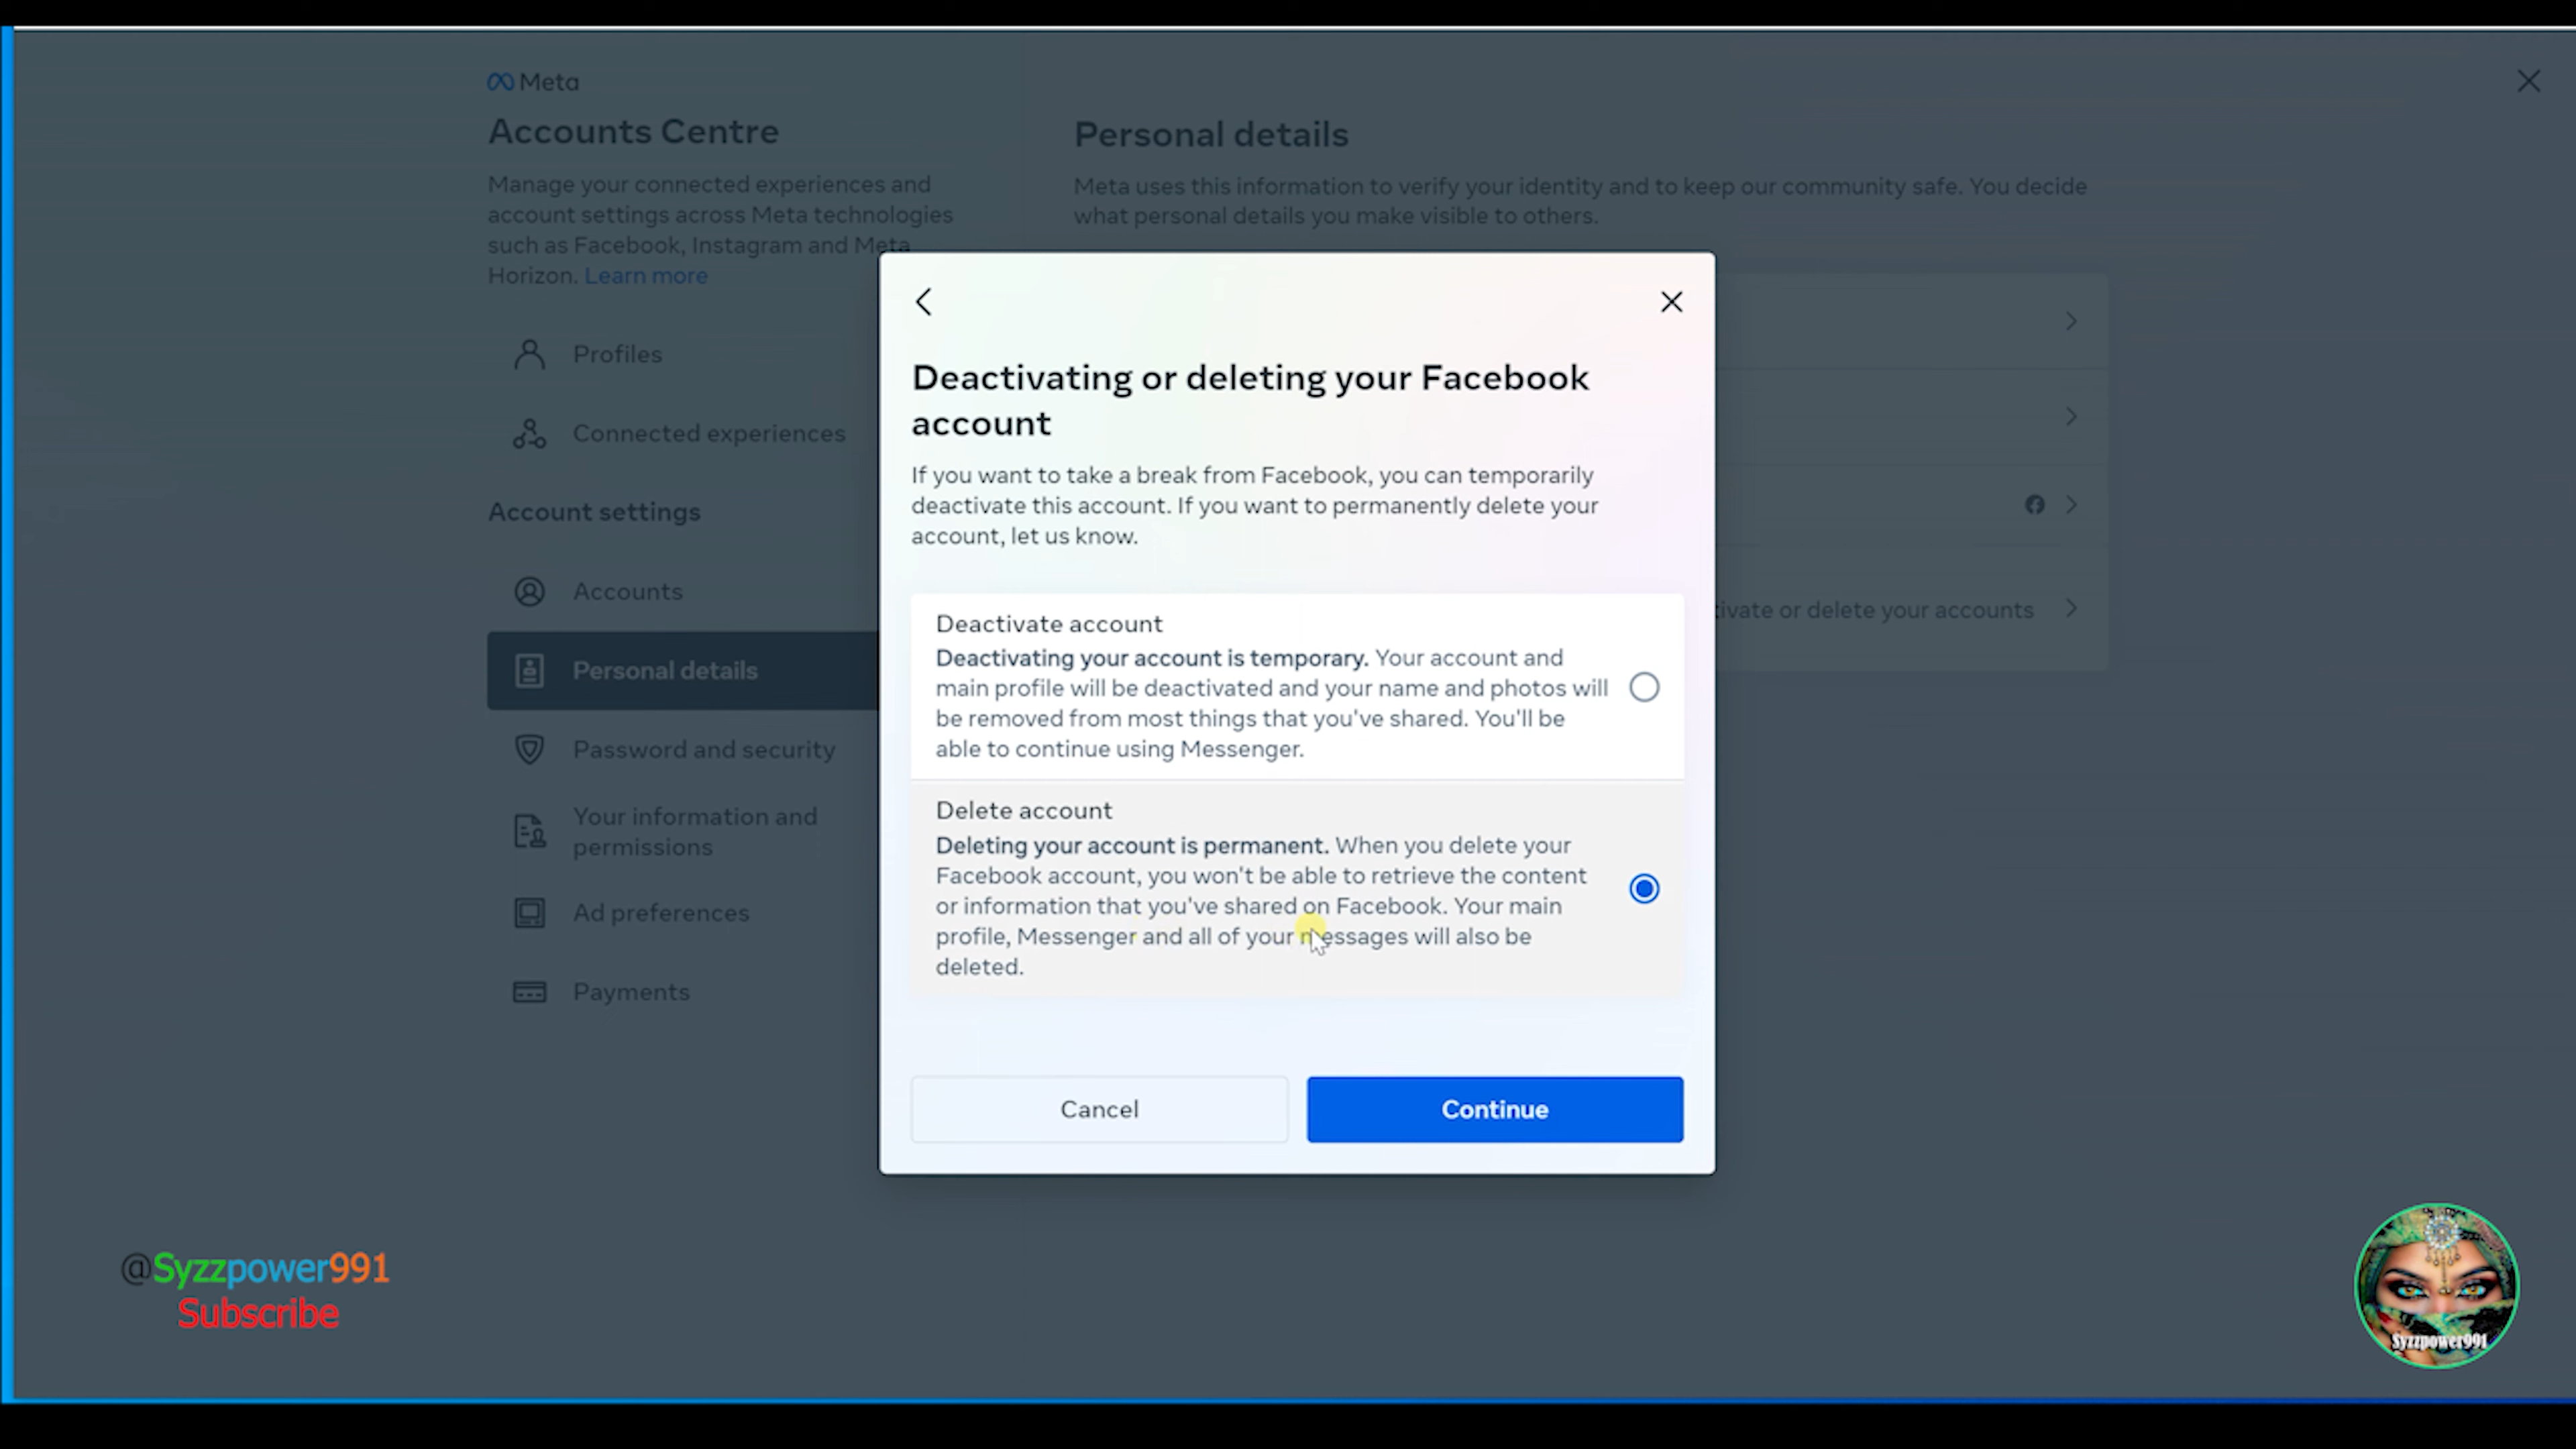 Meta
Accounts Centre
Manage your connected experiences and
account settings across Meta technologies
such as Facebook, Instagram and Meta
Horizon. Learn more
Profiles
Connected experiences
Account settings
Accounts
Personal details
Password and security
Your information and
permissions
Ad preferences
Payments
Personal details
Meta uses this information to verify your identity and to keep our community safe. You decide
what personal details you make visible to others.
ivate or delete your accounts
Deactivating or deleting your Facebook
account
If you want to take a break from Facebook, you can temporarily
deactivate this account. If you want to permanently delete your
account, let us know.
Deactivate account
Deactivating your account is temporary. Your account and
main profile will be deactivated and your name and photos will
be removed from most things that you've shared. You'll be
able to continue using Messenger.
Delete account
Deleting your account is permanent. When you delete your
Facebook account, you won't be able to retrieve the content
or information that you've shared on Facebook. Your main
profile, Messenger and all of your messages will also be
deleted.
Cancel
Continue
@Syzzpower991
Subscribe
Syzzpower991